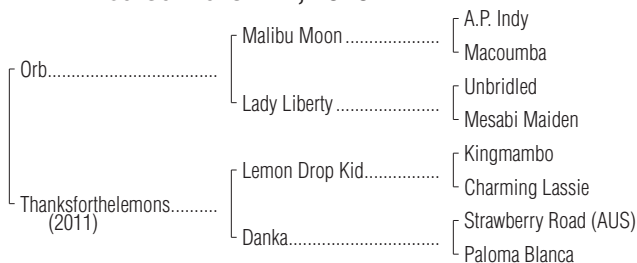 A.P. Indy
Malibu Moon
Macoumba
Orb
Unbridled
Lady Liberty
Mesabi Maiden
Kingmambo
Lemon Drop Kid
Charming Lassie
Thanksforthelemons
(2011)
Strawberry Road (AUS)
Danka
Paloma Blanca